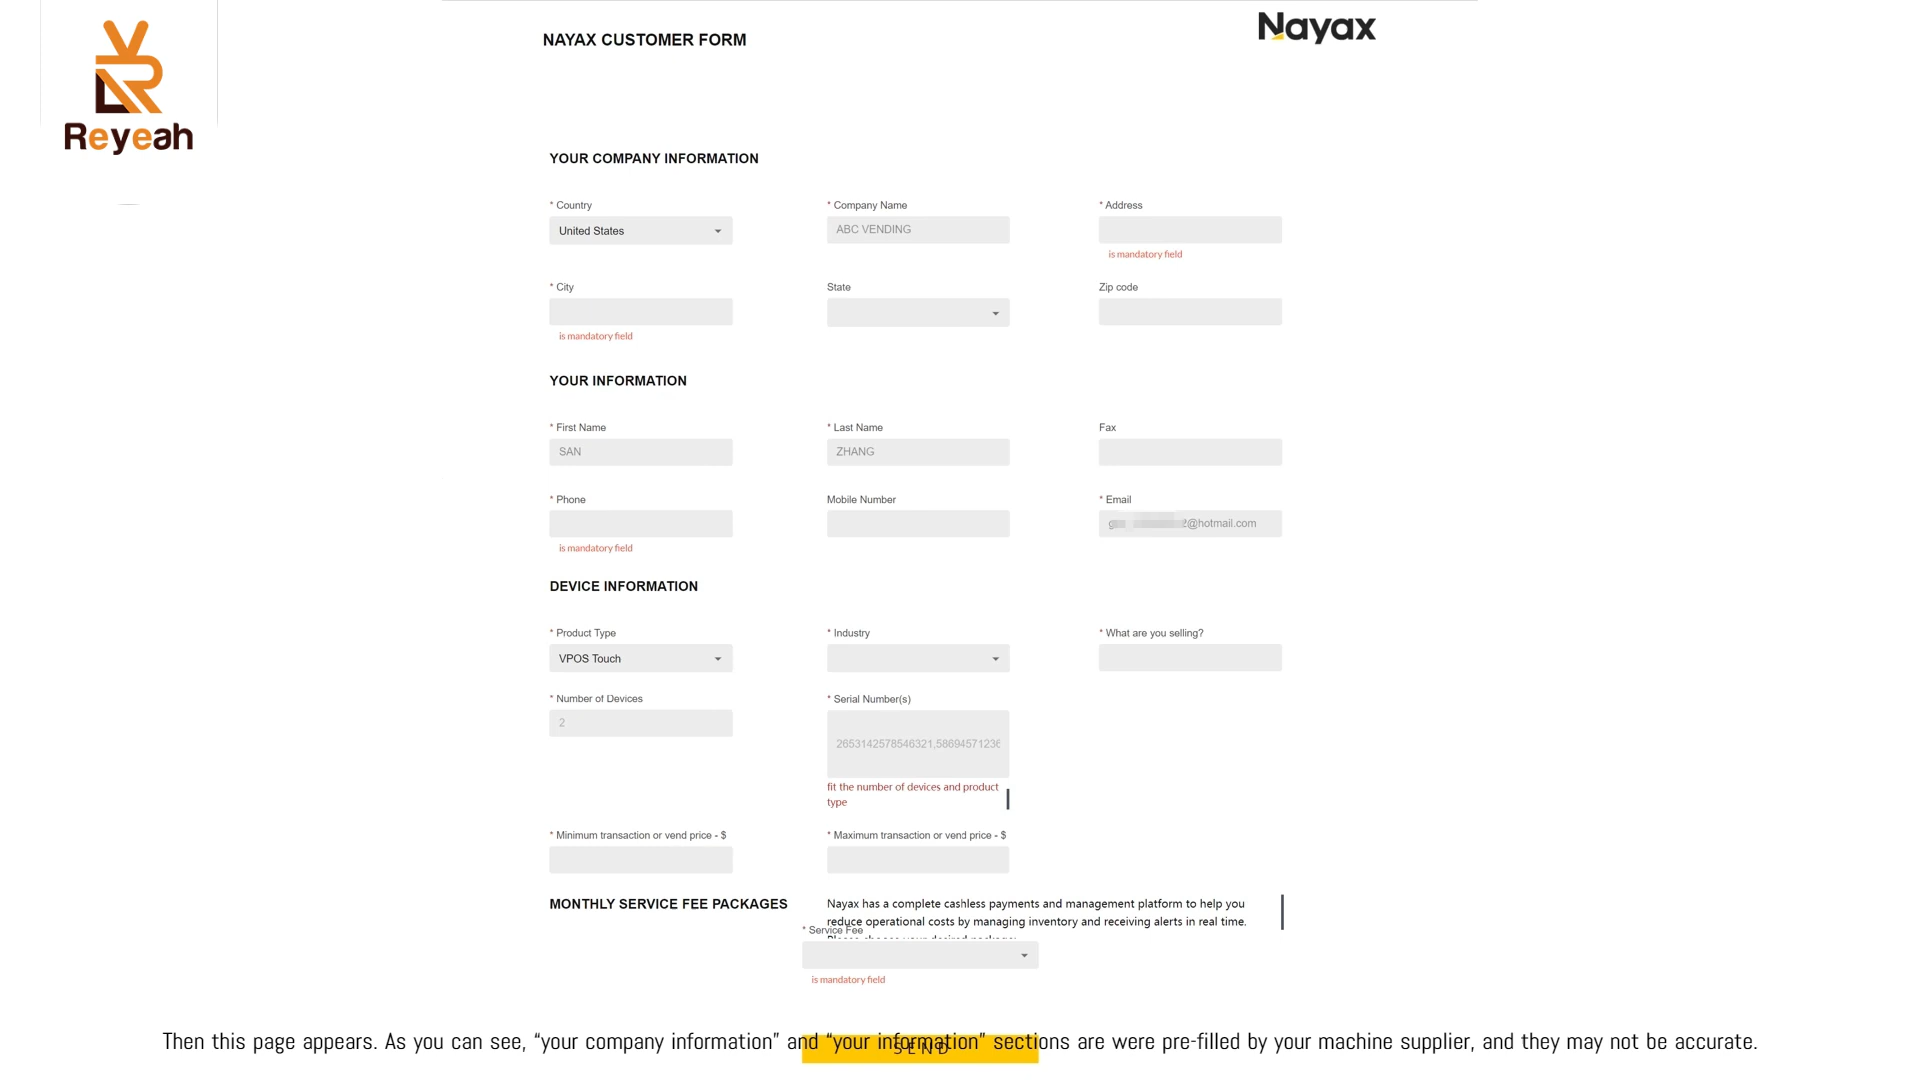 Reyeah
NAYAX CUSTOMER FORM
Nayax
YOUR COMPANY INFORMATION
* Country
* Company Name
* Address
United States
ABC VENDING
is mandatory field
* City
State
Zip code
is mandatory field
YOUR INFORMATION
* First Name
* Last Name
Fax
SAN
ZHANG
* Phone
Mobile Number
* Email
2@hotmail.com
is mandatory field
DEVICE INFORMATION
* Product Type
* Industry
* What are you selling?
VPOS Touch
* Number of Devices
* Serial Number(s)
2
2653142578546321,58694571236
fit the number of devices and product
type
* Minimum transaction or vend price - $
* Maximum transaction or vend price - $
MONTHLY SERVICE FEE PACKAGES
Nayax has a complete cashless payments and management platform to help you
reduce operational costs by managing inventory and receiving alerts in real time.
* Service Fee
is mandatory field
SEND
Then this page appears. As you can see, “your company information” and “your information” sections are were pre-filled by your machine supplier, and they may not be accurate.